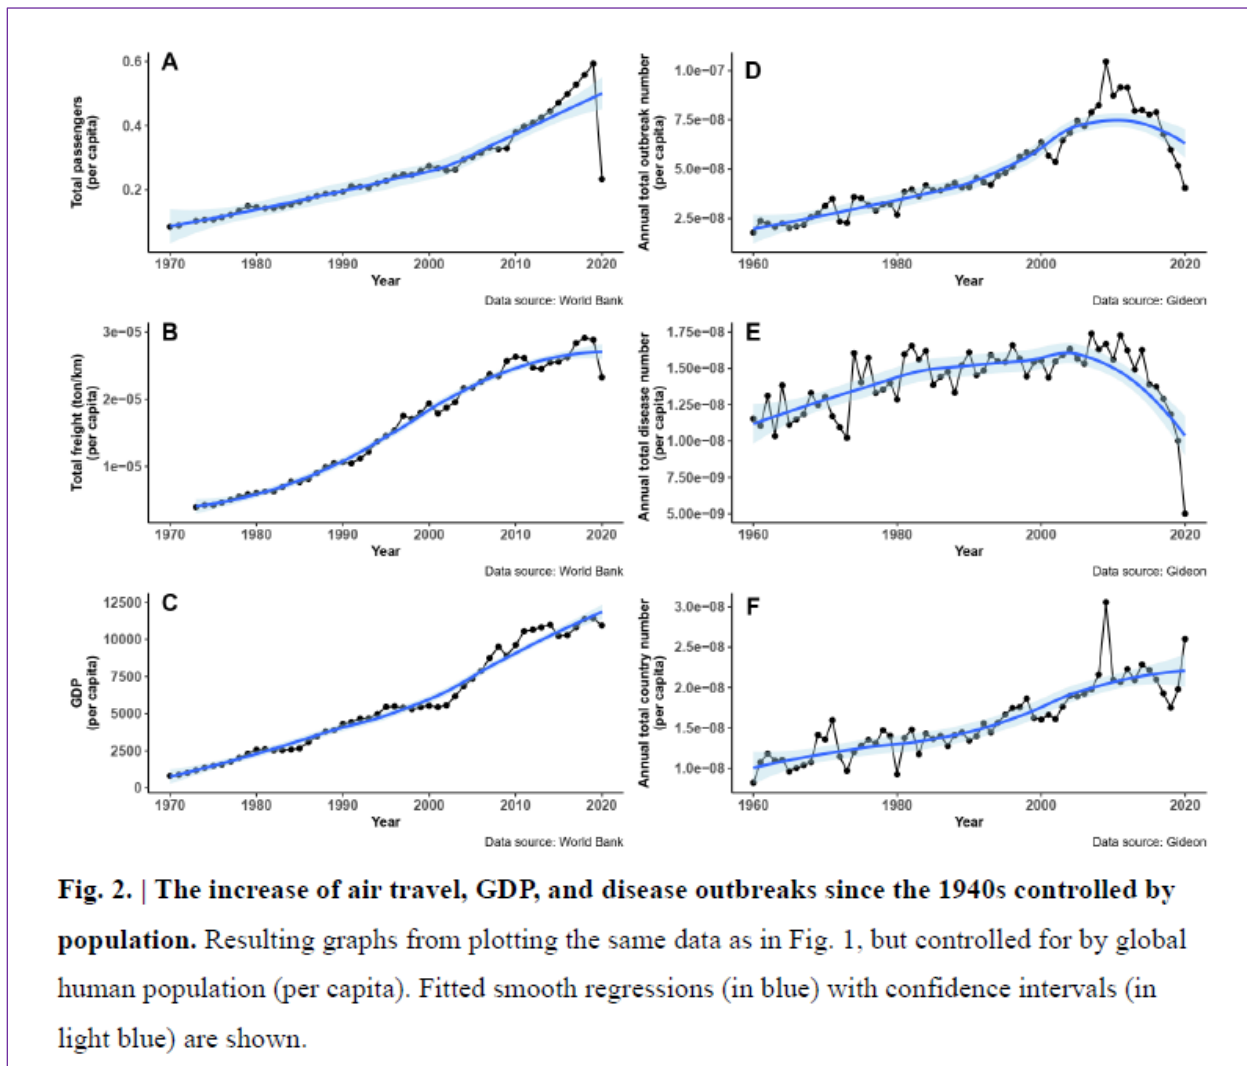 A
Total passengers
(per capita)
0.6
0.4
0.2
1970 1980 1990 2000 2010 2020
Year
Data source: World Bank
D
Annual total outbreak number
(per capita)
1.0e−07
7.5e−08
5.0e−08
2.5e−08
1960 1980 2000 2020
Year
Data source: Gideon
B
Total freight (ton/km)
(per capita)
3e−05
2e−05
1e−05
1970 1980 1990 2000 2010 2020
Year
Data source: World Bank
E
Annual total disease number
(per capita)
1.75e−08
1.50e−08
1.25e−08
1.00e−08
7.50e−09
5.00e−09
1960 1980 2000 2020
Year
Data source: Gideon
C
GDP
(per capita)
12500
10000
7500
5000
2500
0
1970 1980 1990 2000 2010 2020
Year
Data source: World Bank
F
Annual total country number
(per capita)
3.0e−08
2.5e−08
2.0e−08
1.5e−08
1.0e−08
1960 1980 2000 2020
Year
Data source: Gideon
Fig. 2. | The increase of air travel, GDP, and disease outbreaks since the 1940s controlled by
population. Resulting graphs from plotting the same data as in Fig. 1, but controlled for by global
human population (per capita). Fitted smooth regressions (in blue) with confidence intervals (in
light blue) are shown.